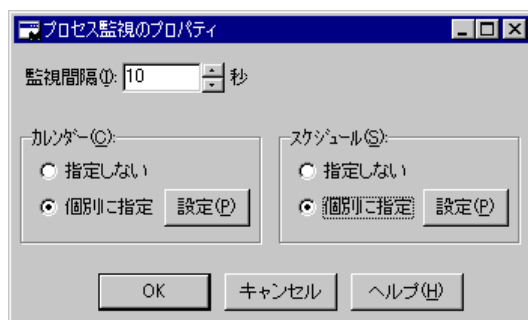 プロセス監視のプロパティ
監視間隔(I): 10 秒
カレンダー(C):
指定しない
個別に指定 設定(P)
スケジュール(S):
指定しない
個別に指定 設定(P)
OK キャンセル ヘルプ(H)